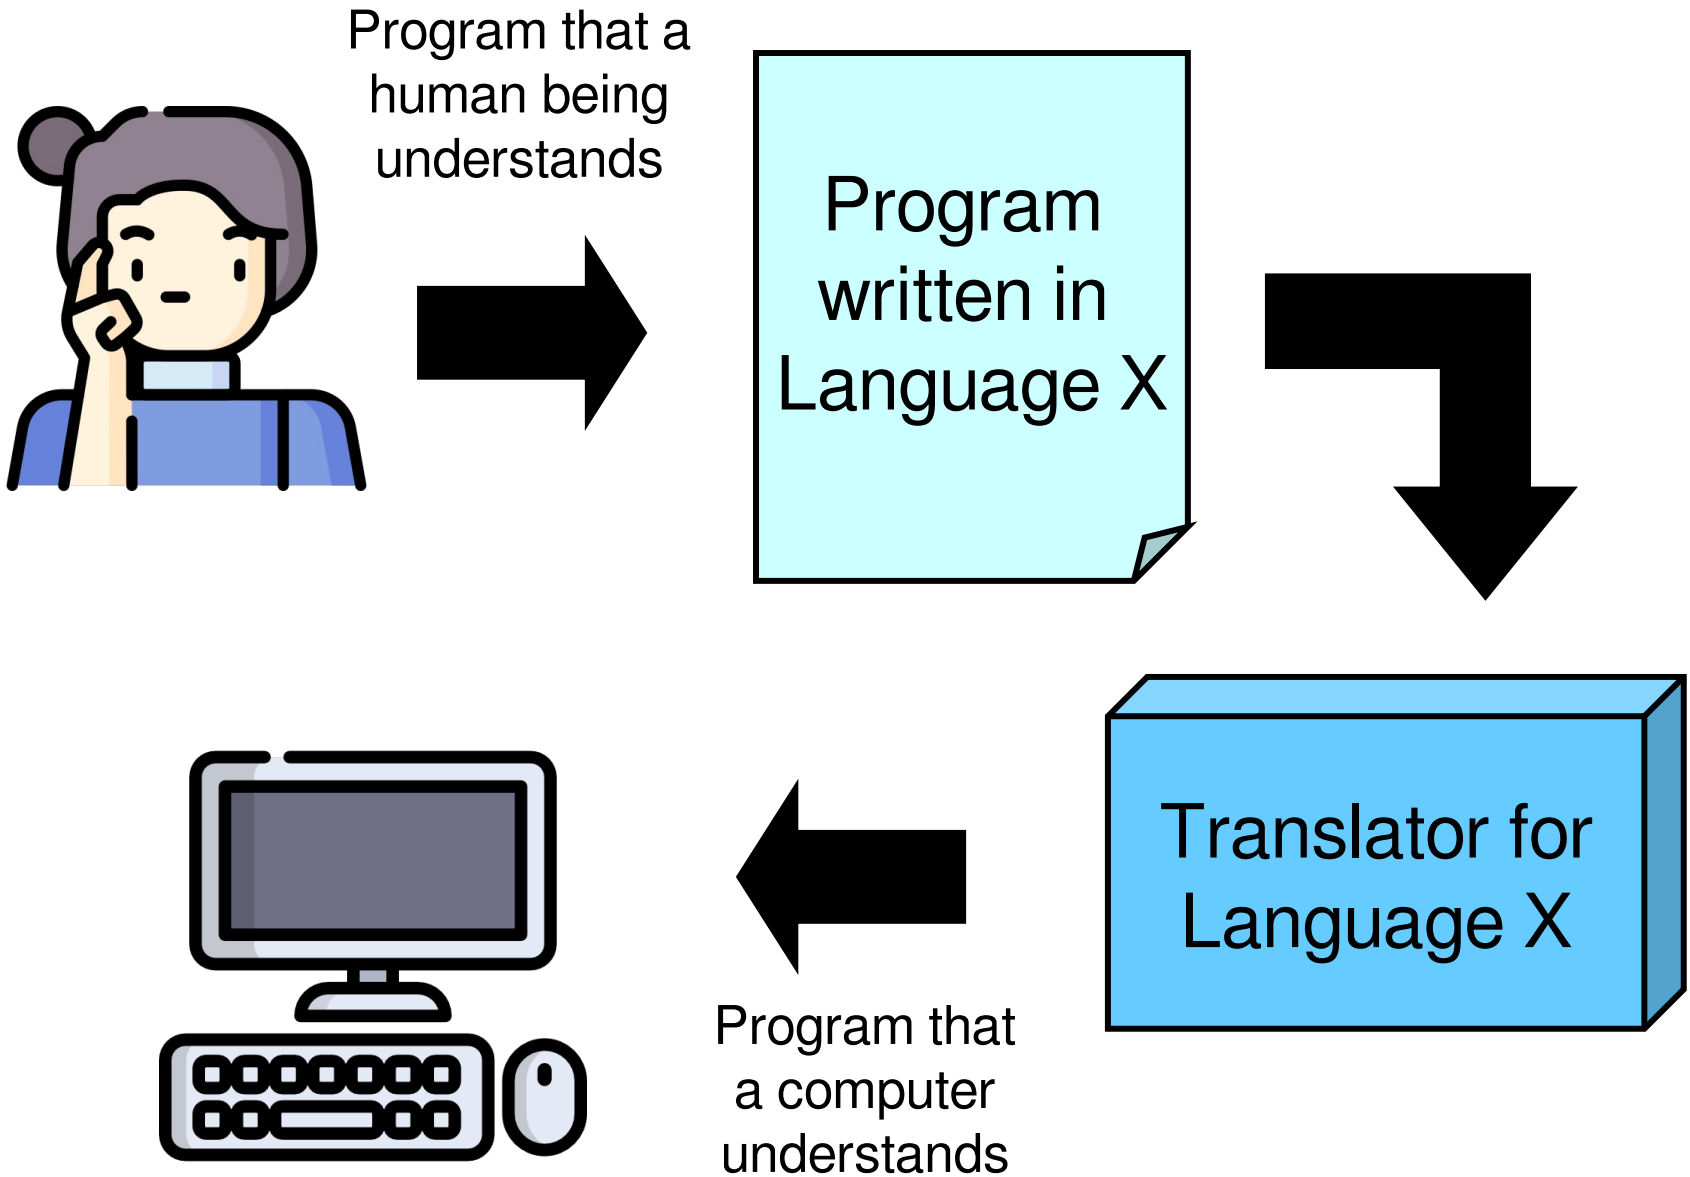 Program that a
human being
understands
Program
written in
Language X
Translator for
Language X
Program that
a computer
understands